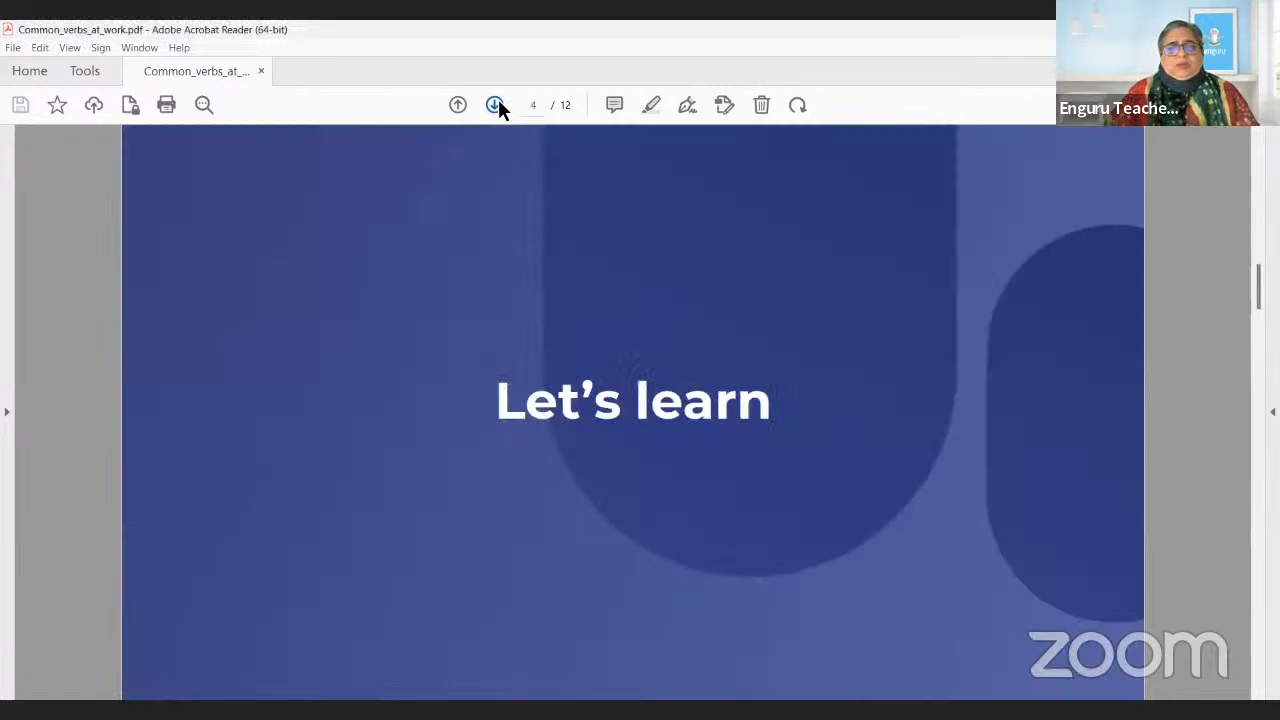 Common_verbs_at_work.pdf - Adobe Acrobat Reader (64-bit)
File Edit View Sign Window Help
Home Tools Common_verbs_at_... ×
4 / 12
enguru
Enguru Teache...
Let's learn
zoom